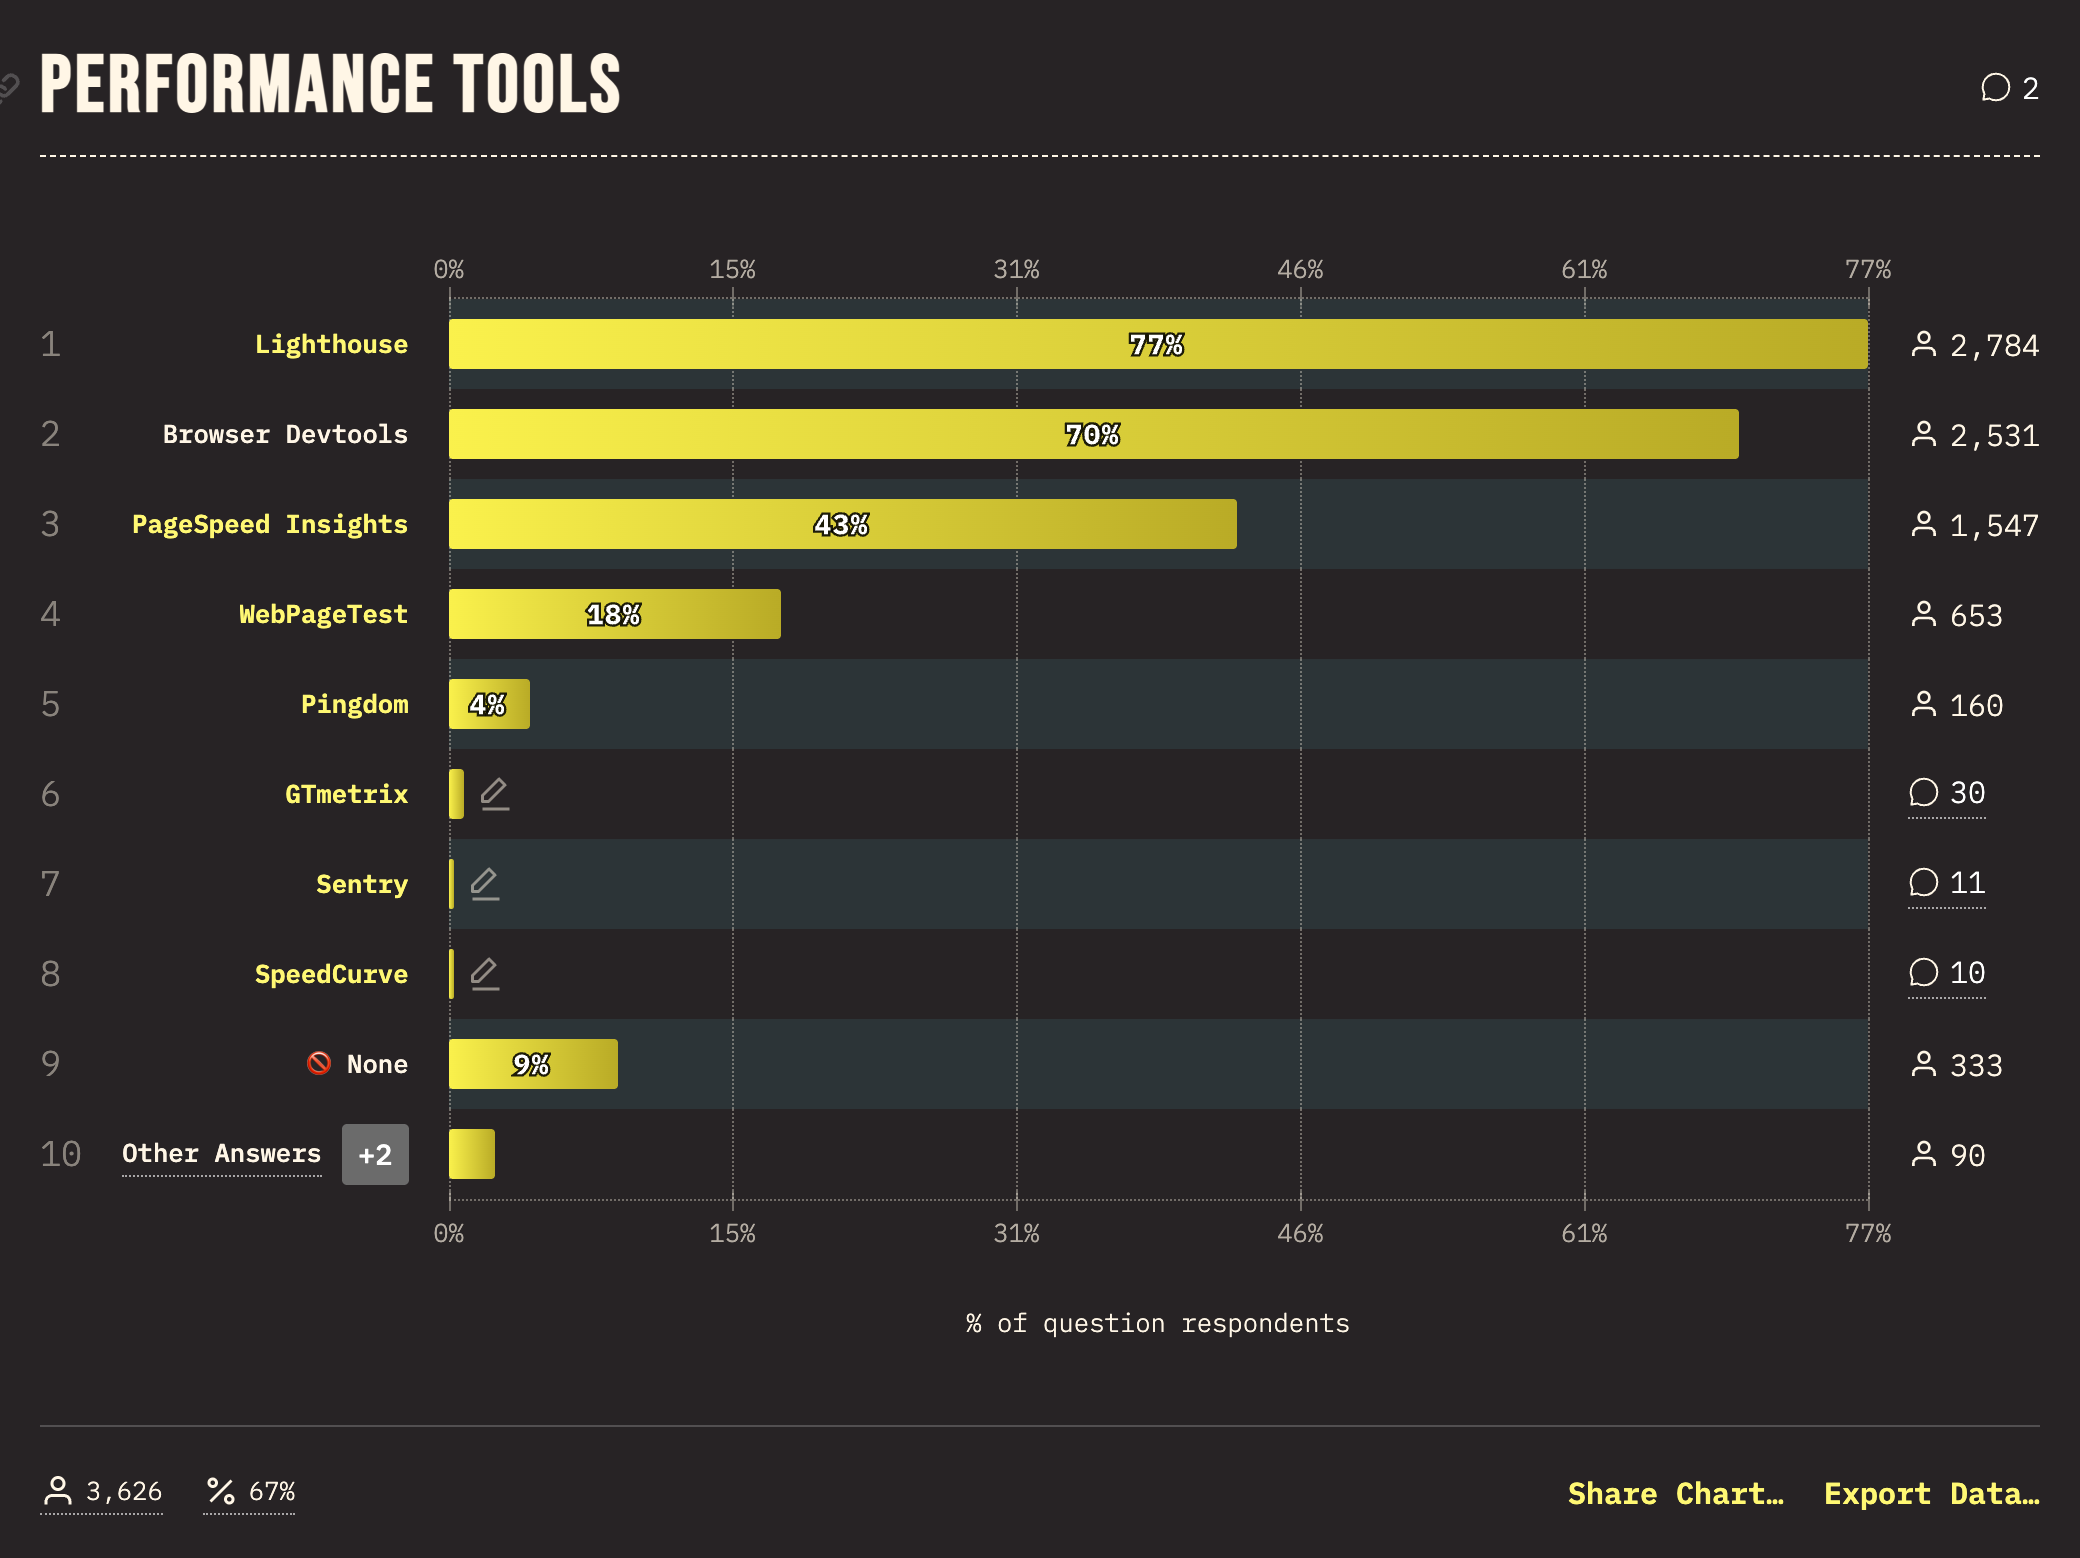 PERFORMANCE TOOLS
2
0% 15% 31% 46% 61% 77%
1 Lighthouse 77% 2,784
2 Browser Devtools 70% 2,531
3 PageSpeed Insights 43% 1,547
4 WebPageTest 18% 653
5 Pingdom 4% 160
6 GTmetrix 30
7 Sentry 11
8 SpeedCurve 10
9 🚫 None 9% 333
10 Other Answers +2 90
0% 15% 31% 46% 61% 77%
% of question respondents
3,626 67% Share Chart… Export Data…